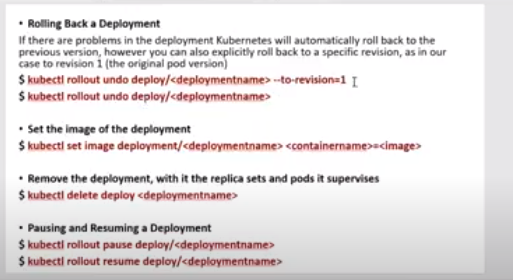 • Rolling Back a Deployment
If there are problems in the deployment Kubernetes will automatically roll back to the
previous version, however you can also explicitly roll back to a specific revision, as in our
case to revision 1 (the original pod version)
$ kubectl rollout undo deploy/<deploymentname> --to-revision=1
$ kubectl rollout undo deploy/<deploymentname>
• Set the image of the deployment
$ kubectl set image deployment/<deploymentname> <containername>=<image>
• Remove the deployment, with it the replica sets and pods it supervises
$ kubectl delete deploy <deploymentname>
• Pausing and Resuming a Deployment
$ kubectl rollout pause deploy/<deploymentname>
$ kubectl rollout resume deploy/<deploymentname>